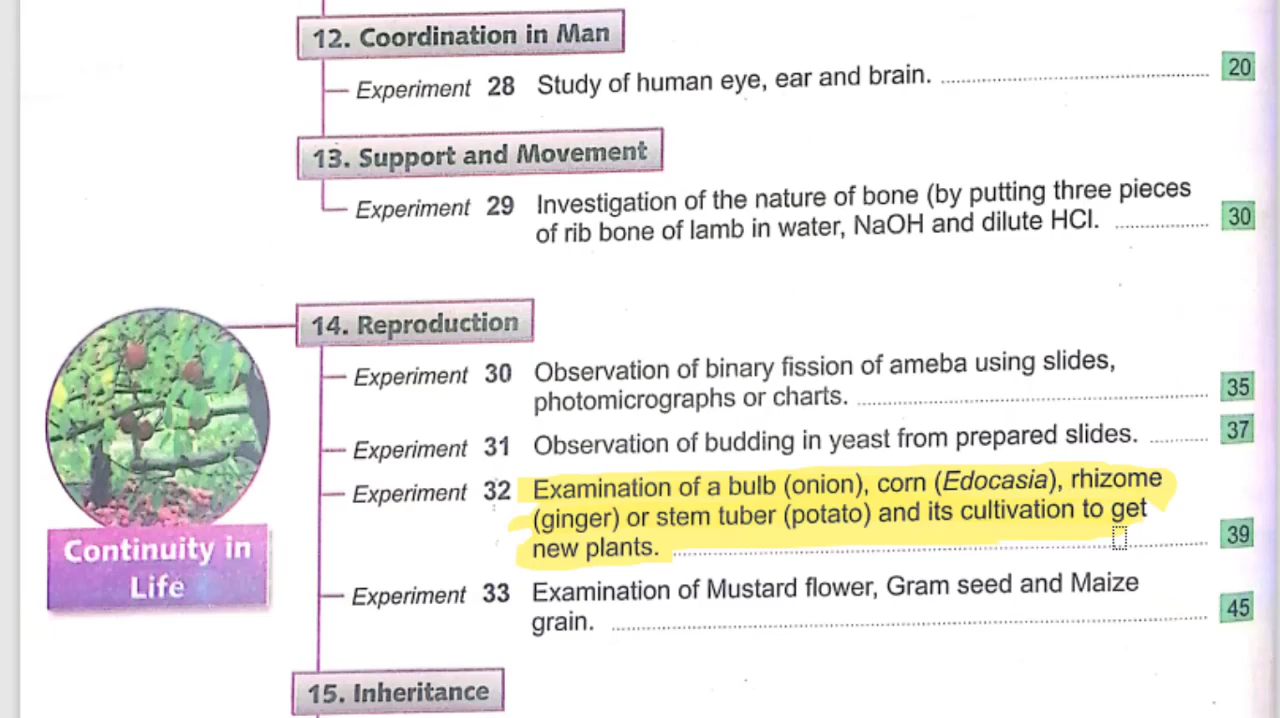 12. Coordination in Man
Experiment 28 Study of human eye, ear and brain. 20
13. Support and Movement
Experiment 29 Investigation of the nature of bone (by putting three pieces
of rib bone of lamb in water, NaOH and dilute HCl. 30
14. Reproduction
Experiment 30 Observation of binary fission of ameba using slides,
photomicrographs or charts. 35
Experiment 31 Observation of budding in yeast from prepared slides. 37
Experiment 32 Examination of a bulb (onion), corn (Edocasia), rhizome
(ginger) or stem tuber (potato) and its cultivation to get
new plants. 39
Continuity in
Life
Experiment 33 Examination of Mustard flower, Gram seed and Maize
grain. 45
15. Inheritance